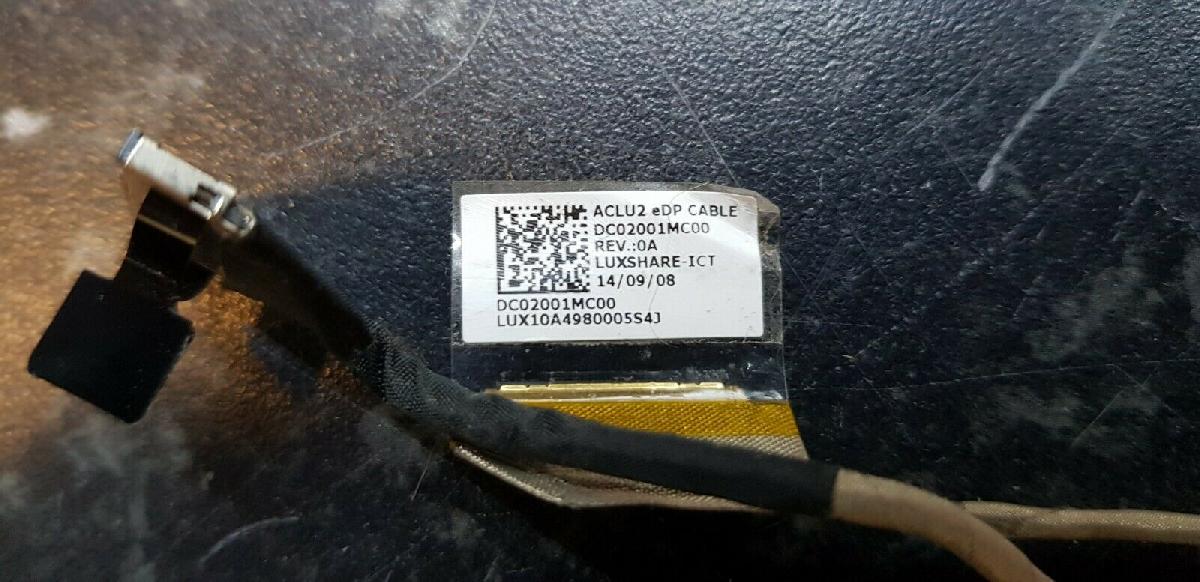 ACLU2 eDP CABLE
DC02001MC00
REV.:0A
LUXSHARE-ICT
14/09/08
DC02001MC00
LUX10A4980005S4J